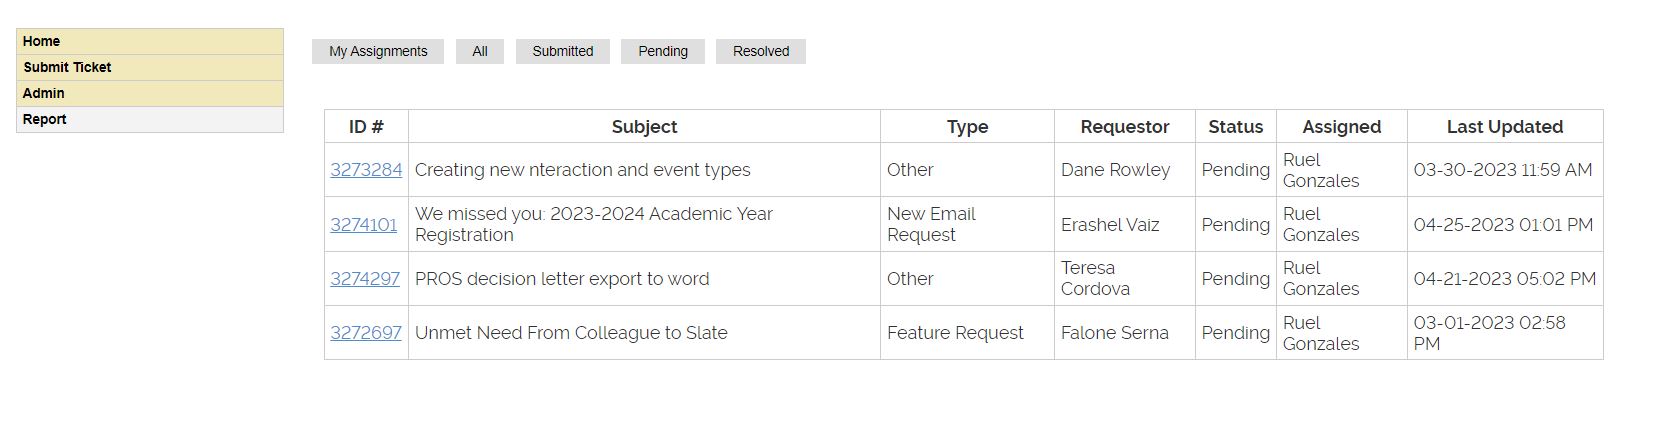 Home
Submit Ticket
Admin
Report
My Assignments All Submitted Pending Resolved
ID # Subject Type Requestor Status Assigned Last Updated
3273284 Creating new nteraction and event types Other Dane Rowley Pending Ruel Gonzales 03-30-2023 11:59 AM
3274101 We missed you: 2023-2024 Academic Year Registration New Email Request Erashel Vaiz Pending Ruel Gonzales 04-25-2023 01:01 PM
3274297 PROS decision letter export to word Other Teresa Cordova Pending Ruel Gonzales 04-21-2023 05:02 PM
3272697 Unmet Need From Colleague to Slate Feature Request Falone Serna Pending Ruel Gonzales 03-01-2023 02:58 PM